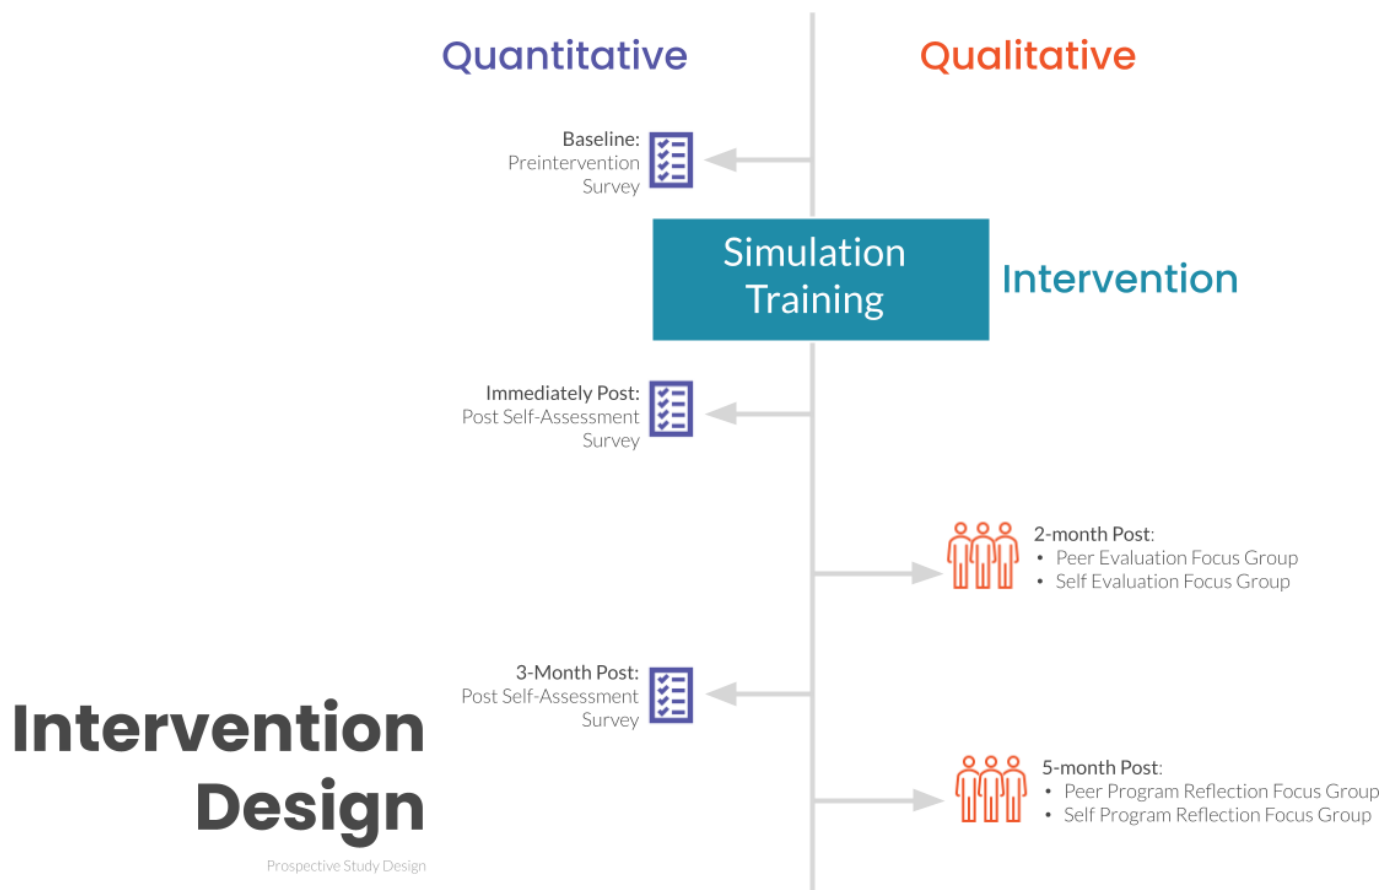 Quantitative
Qualitative
Baseline:
Preintervention
Survey
Simulation
Training
Intervention
Immediately Post:
Post Self-Assessment
Survey
2-month Post:
• Peer Evaluation Focus Group
• Self Evaluation Focus Group
3-Month Post:
Post Self-Assessment
Survey
Intervention
Design
Prospective Study Design
5-month Post:
• Peer Program Reflection Focus Group
• Self Program Reflection Focus Group